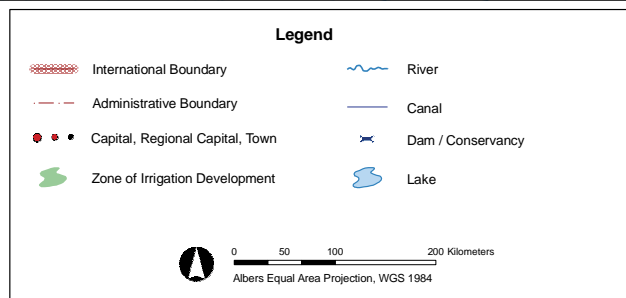 Legend
International Boundary
River
Administrative Boundary
Canal
Capital, Regional Capital, Town
Dam / Conservancy
Zone of Irrigation Development
Lake
0 50 100 200 Kilometers
Albers Equal Area Projection, WGS 1984